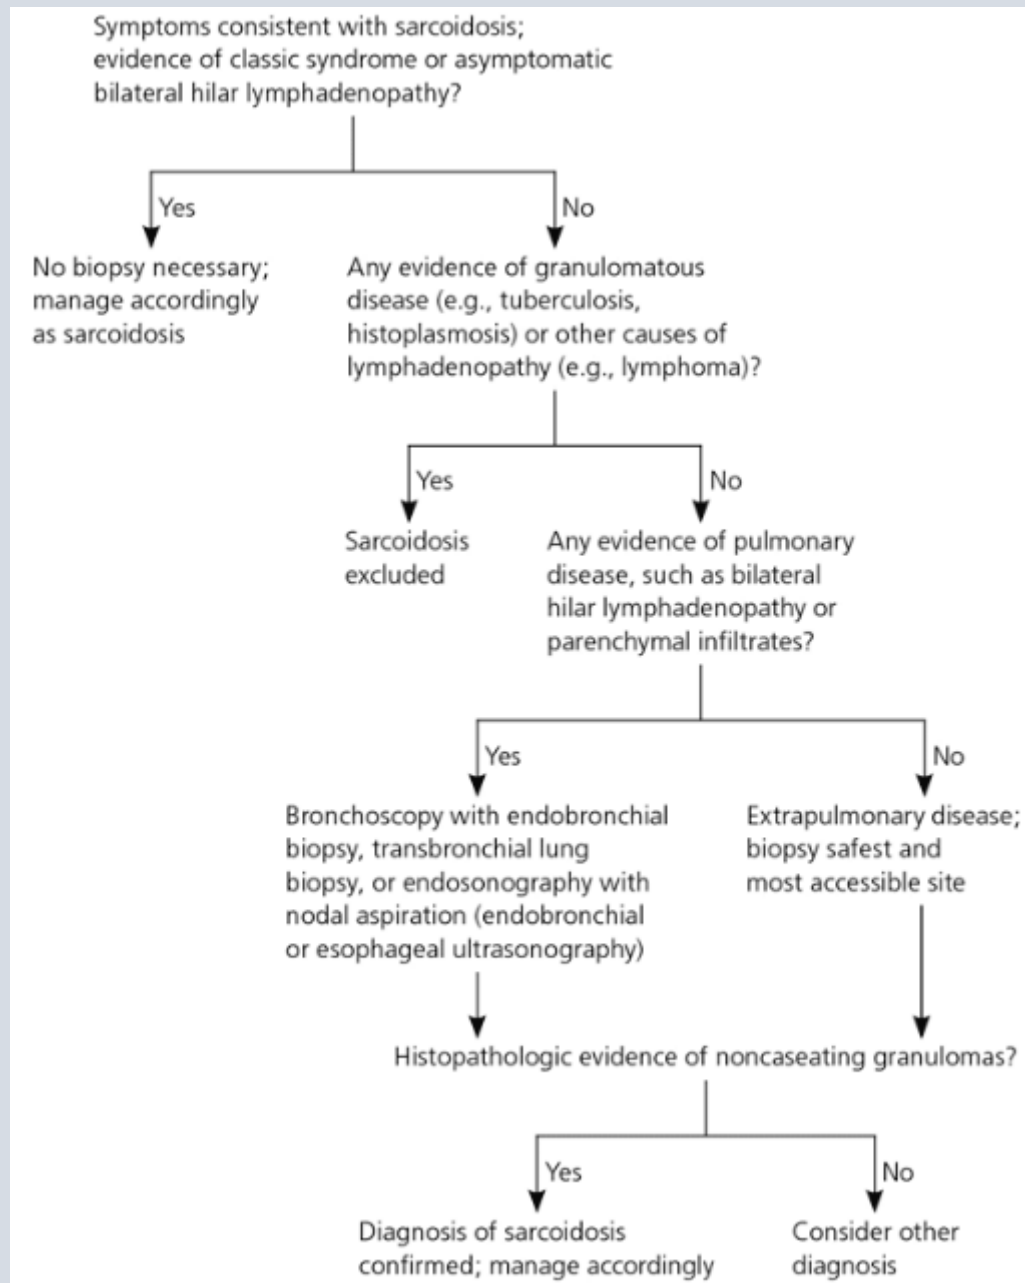 Symptoms consistent with sarcoidosis;
evidence of classic syndrome or asymptomatic
bilateral hilar lymphadenopathy?
Yes
No
No biopsy necessary;
manage accordingly
as sarcoidosis
Any evidence of granulomatous
disease (e.g., tuberculosis,
histoplasmosis) or other causes of
lymphadenopathy (e.g., lymphoma)?
Yes
No
Sarcoidosis
excluded
Any evidence of pulmonary
disease, such as bilateral
hilar lymphadenopathy or
parenchymal infiltrates?
Yes
No
Bronchoscopy with endobronchial
biopsy, transbronchial lung
biopsy, or endosonography with
nodal aspiration (endobronchial
or esophageal ultrasonography)
Extrapulmonary disease;
biopsy safest and
most accessible site
Histopathologic evidence of noncaseating granulomas?
Yes
No
Diagnosis of sarcoidosis
confirmed; manage accordingly
Consider other
diagnosis